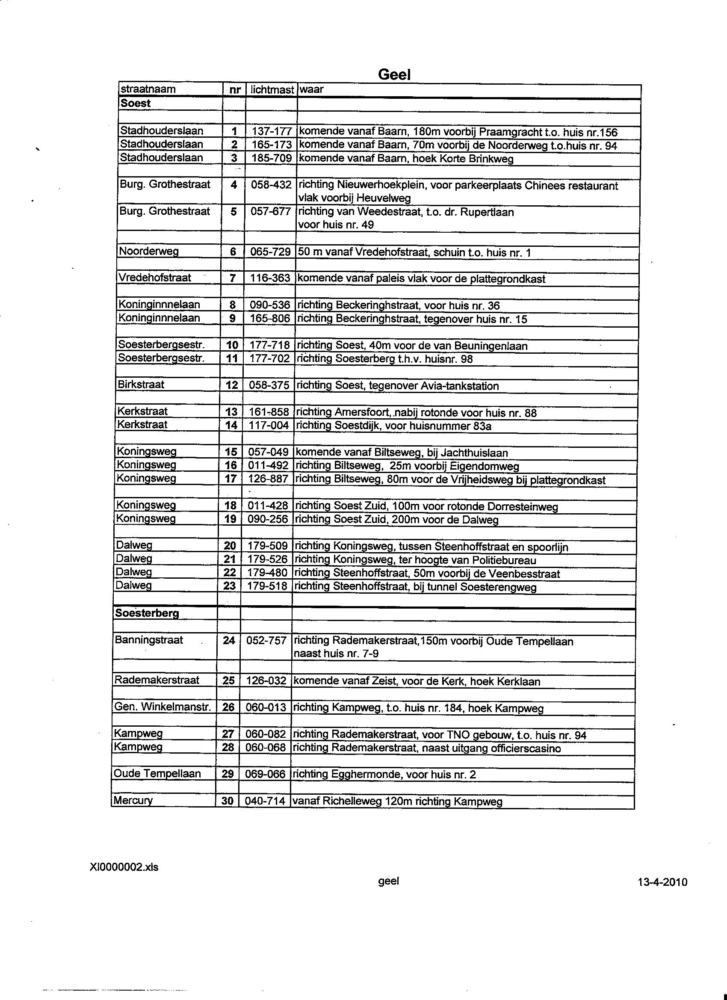 Geel
straatnaam nr lichtmast waar
Soest
Stadhouderslaan 1 137-177 komende vanaf Baarn, 180m voorbij Praamgracht t.o. huis nr.156
Stadhouderslaan 2 165-173 komende vanaf Baarn, 70m voorbij de Noorderweg t.o.huis nr. 94
Stadhouderslaan 3 185-709 komende vanaf Baarn, hoek Korte Brinkweg
Burg. Grothestraat 4 058-432 richting Nieuwerhoekplein, voor parkeerplaats Chinees restaurant
vlak voorbij Heuvelweg
Burg. Grothestraat 5 057-677 richting van Weedestraat, t.o. dr. Rupertlaan
voor huis nr. 49
Noorderweg 6 065-729 50 m vanaf Vredehofstraat, schuin t.o. huis nr. 1
Vredehofstraat 7 116-363 komende vanaf paleis vlak voor de plattegrondkast
Koninginnnelaan 8 090-536 richting Beckeringhstraat, voor huis nr. 36
Koninginnnelaan 9 165-806 richting Beckeringhstraat, tegenover huis nr. 15
Soesterbergsestr. 10 177-718 richting Soest, 40m voor de van Beuningenlaan
Soesterbergsestr. 11 177-702 richting Soesterberg t.h.v. huisnr. 98
Birkstraat 12 058-375 richting Soest, tegenover Avia-tankstation
Kerkstraat 13 161-858 richting Amersfoort, nabij rotonde voor huis nr. 88
Kerkstraat 14 117-004 richting Soestdijk, voor huisnummer 83a
Koningsweg 15 057-049 komende vanaf Biltseweg, bij Jachthuislaan
Koningsweg 16 011-492 richting Biltseweg, 25m voorbij Eigendomweg
Koningsweg 17 126-887 richting Biltseweg, 80m voor de Vrijheidsweg bij plattegrondkast
Koningsweg 18 011-428 richting Soest Zuid, 100m voor rotonde Dorresteinweg
Koningsweg 19 090-256 richting Soest Zuid, 200m voor de Dalweg
Dalweg 20 179-509 richting Koningsweg, tussen Steenhoffstraat en spoorlijn
Dalweg 21 179-526 richting Koningsweg, ter hoogte van Politiebureau
Dalweg 22 179-480 richting Steenhoffstraat, 50m voorbij de Veenbesstraat
Dalweg 23 179-518 richting Steenhoffstraat, bij tunnel Soesterengweg
Soesterberg
Banningstraat 24 052-757 richting Rademakerstraat,150m voorbij Oude Tempellaan
naast huis nr. 7-9
Rademakerstraat 25 126-032 komende vanaf Zeist, voor de Kerk, hoek Kerklaan
Gen. Winkelmanstr. 26 060-013 richting Kampweg, t.o. huis nr. 184, hoek Kampweg
Kampweg 27 060-082 richting Rademakerstraat, voor TNO gebouw, t.o. huis nr. 94
Kampweg 28 060-068 richting Rademakerstraat, naast uitgang officierscasino
Oude Tempellaan 29 069-066 richting Egghermonde, voor huis nr. 2
Mercury 30 040-714 vanaf Richelleweg 120m richting Kampweg
Xl0000002.xls
geel
13-4-2010